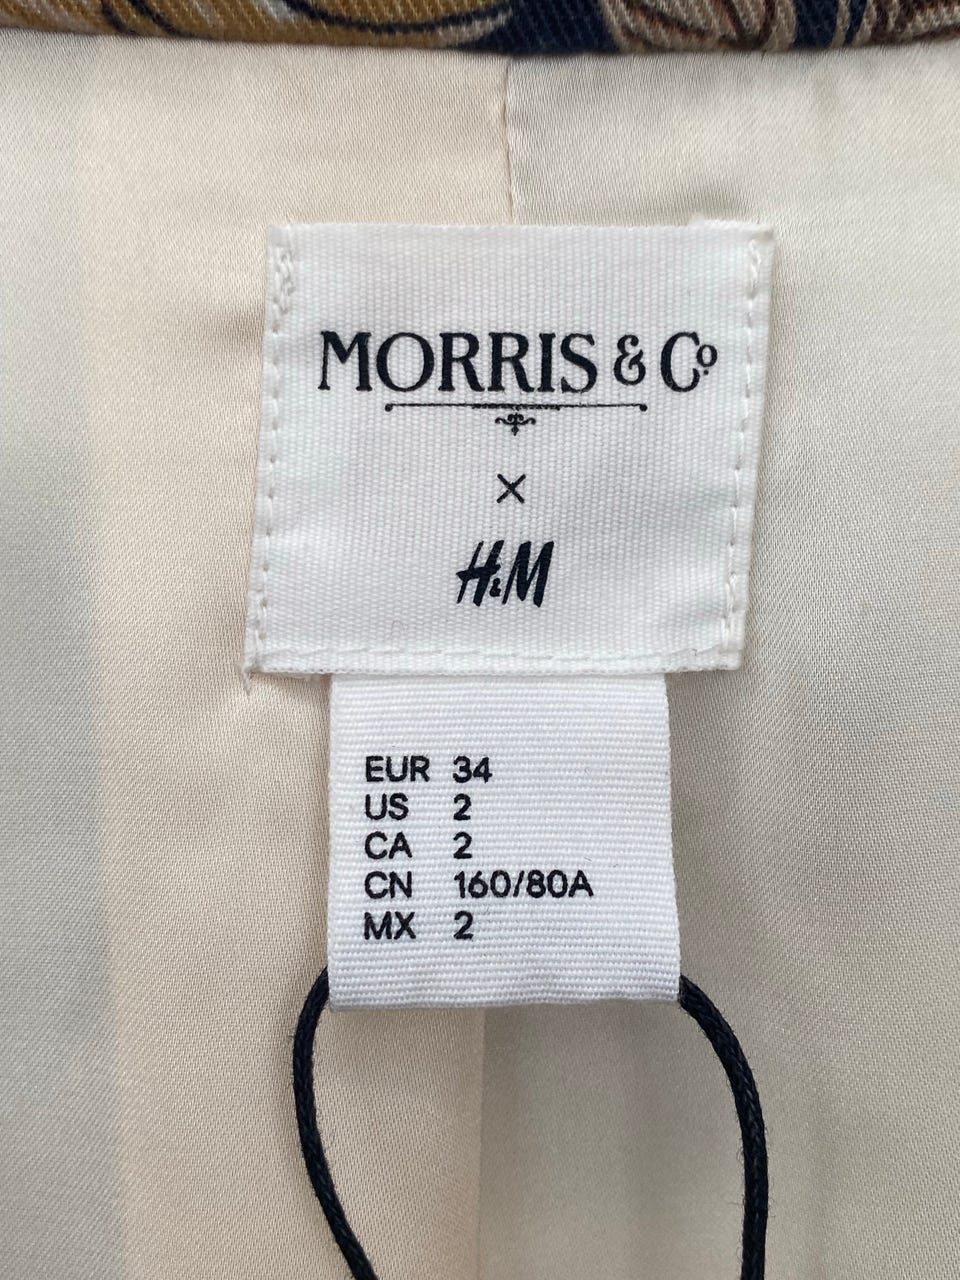 MORRIS & Co.
×
H&M
EUR 34
US 2
CA 2
CN 160/80A
MX 2